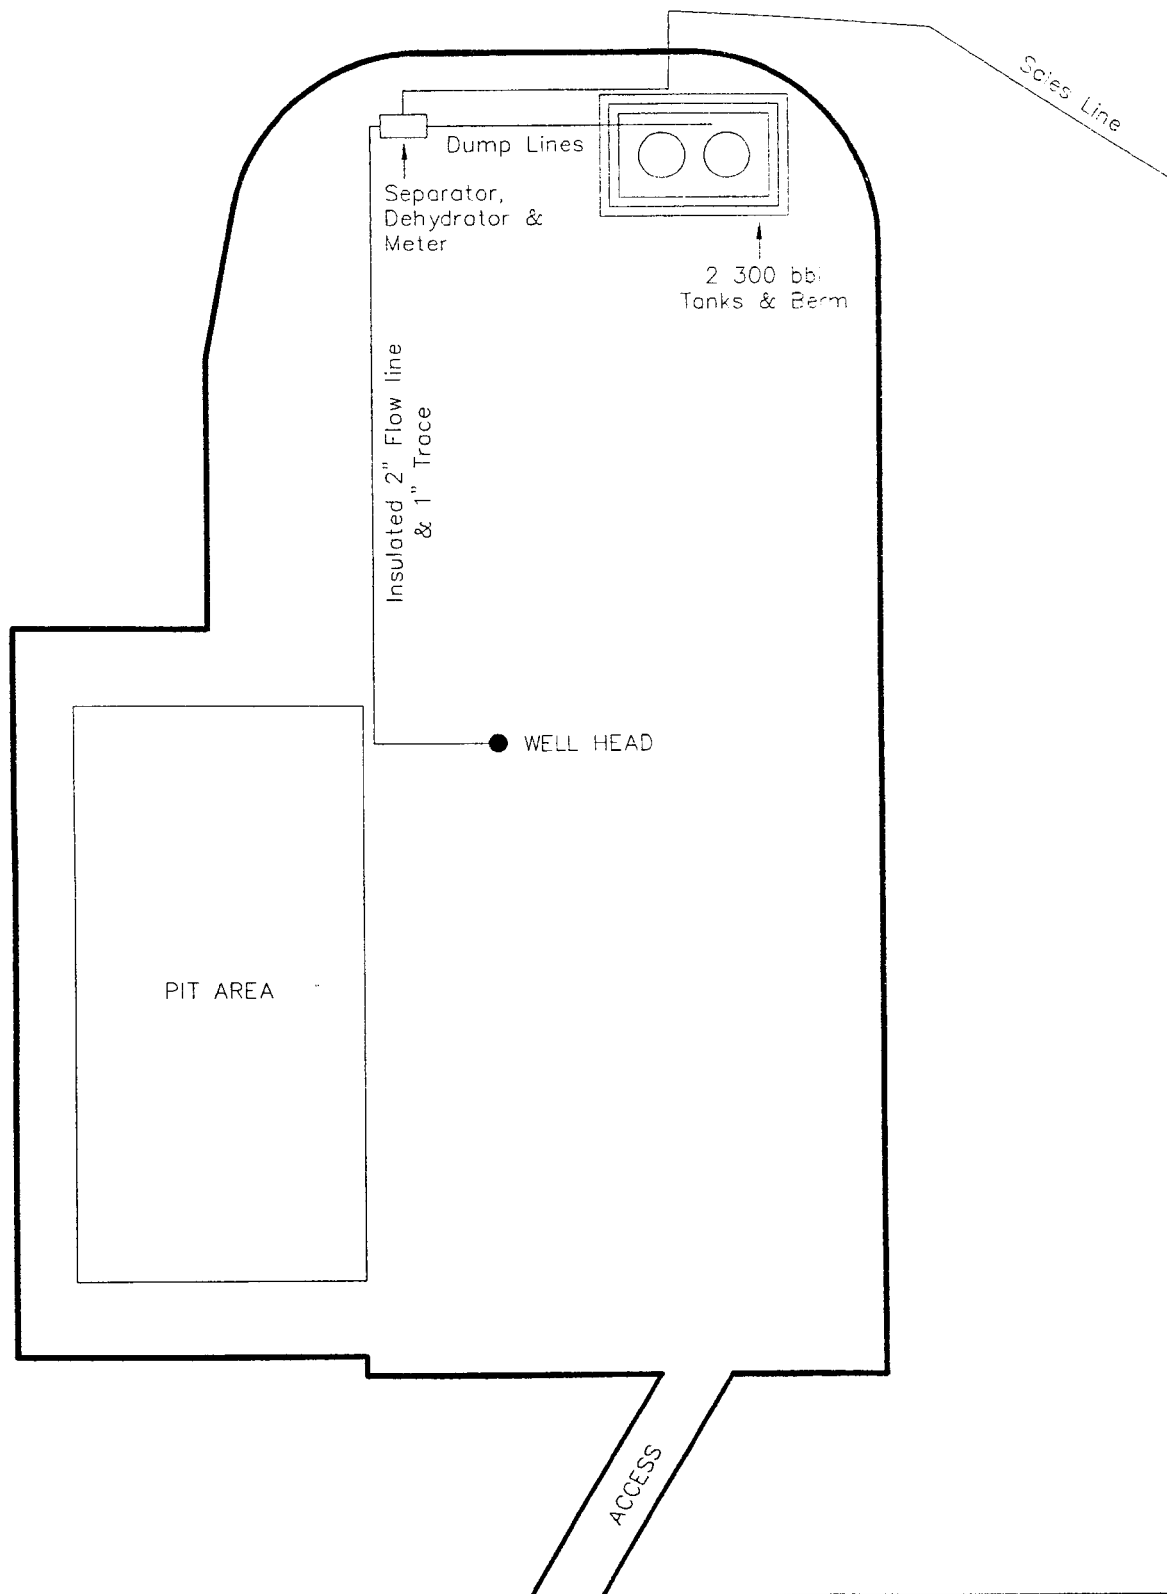 Sales Line
Dump Lines
Separator,
Dehydrator &
Meter
2 300 bbl
Tanks & Berm
Insulated 2" Flow line
& 1" Trace
WELL HEAD
PIT AREA
ACCESS